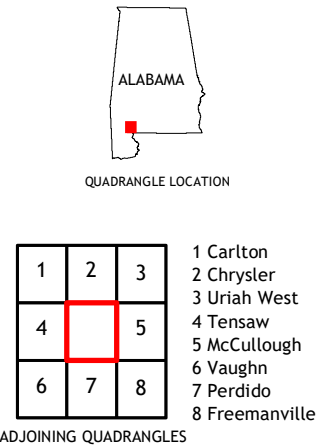 ALABAMA
QUADRANGLE LOCATION
1 2 3
4 5
6 7 8
1 Carlton
2 Chrysler
3 Uriah West
4 Tensaw
5 McCullough
6 Vaughn
7 Perdido
8 Freemanville
ADJOINING QUADRANGLES